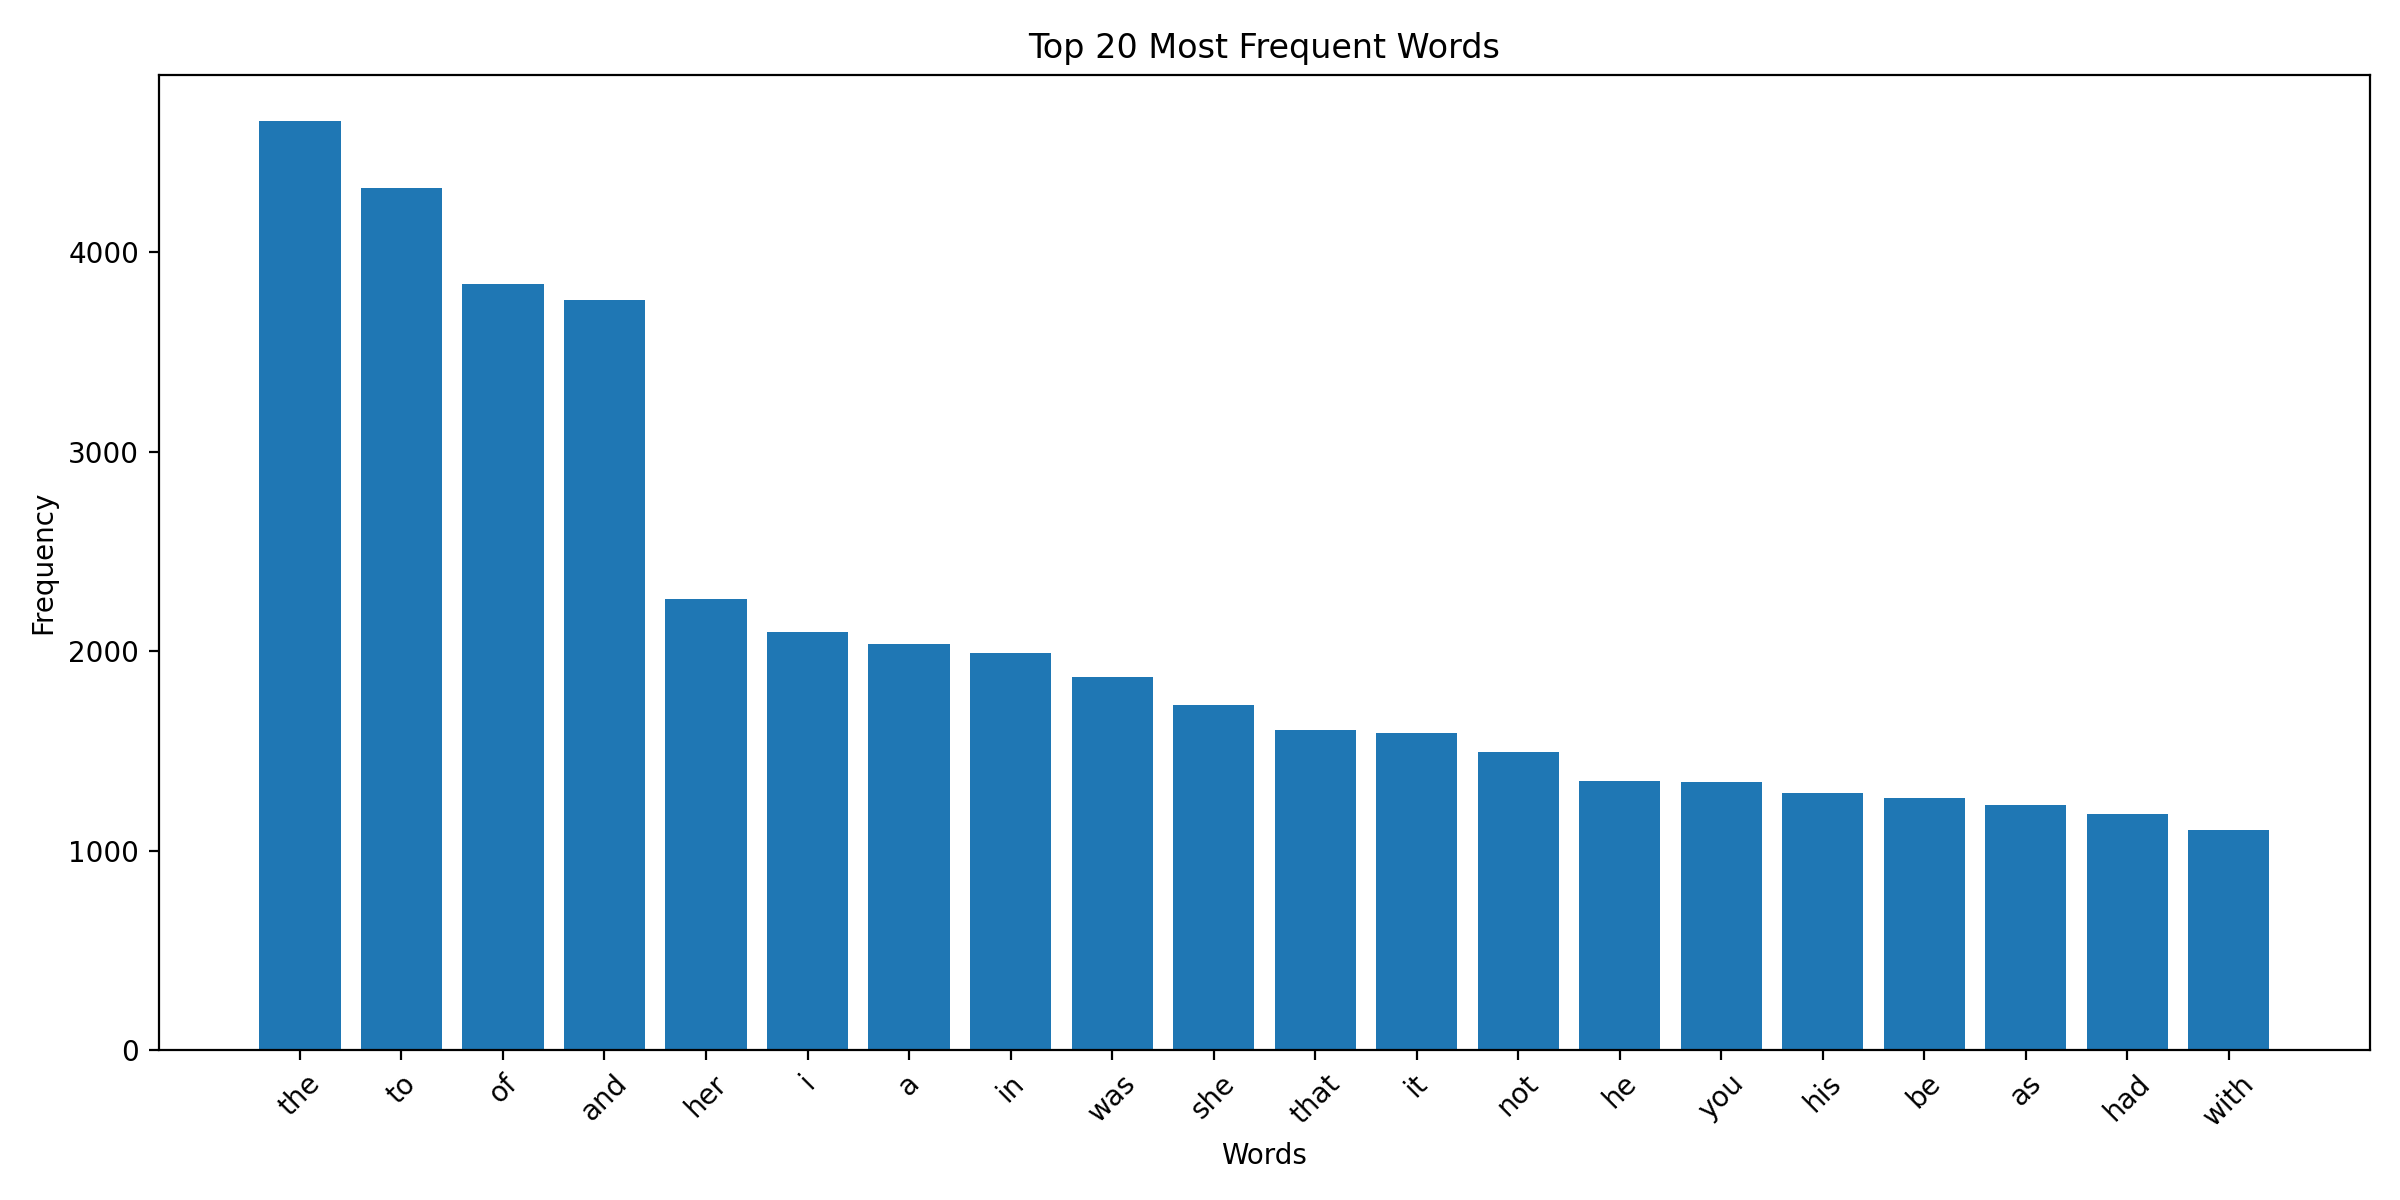 Top 20 Most Frequent Words
Frequency
4000
3000
2000
1000
0
the to of and her i a in was she that it not he you his be as had with
Words